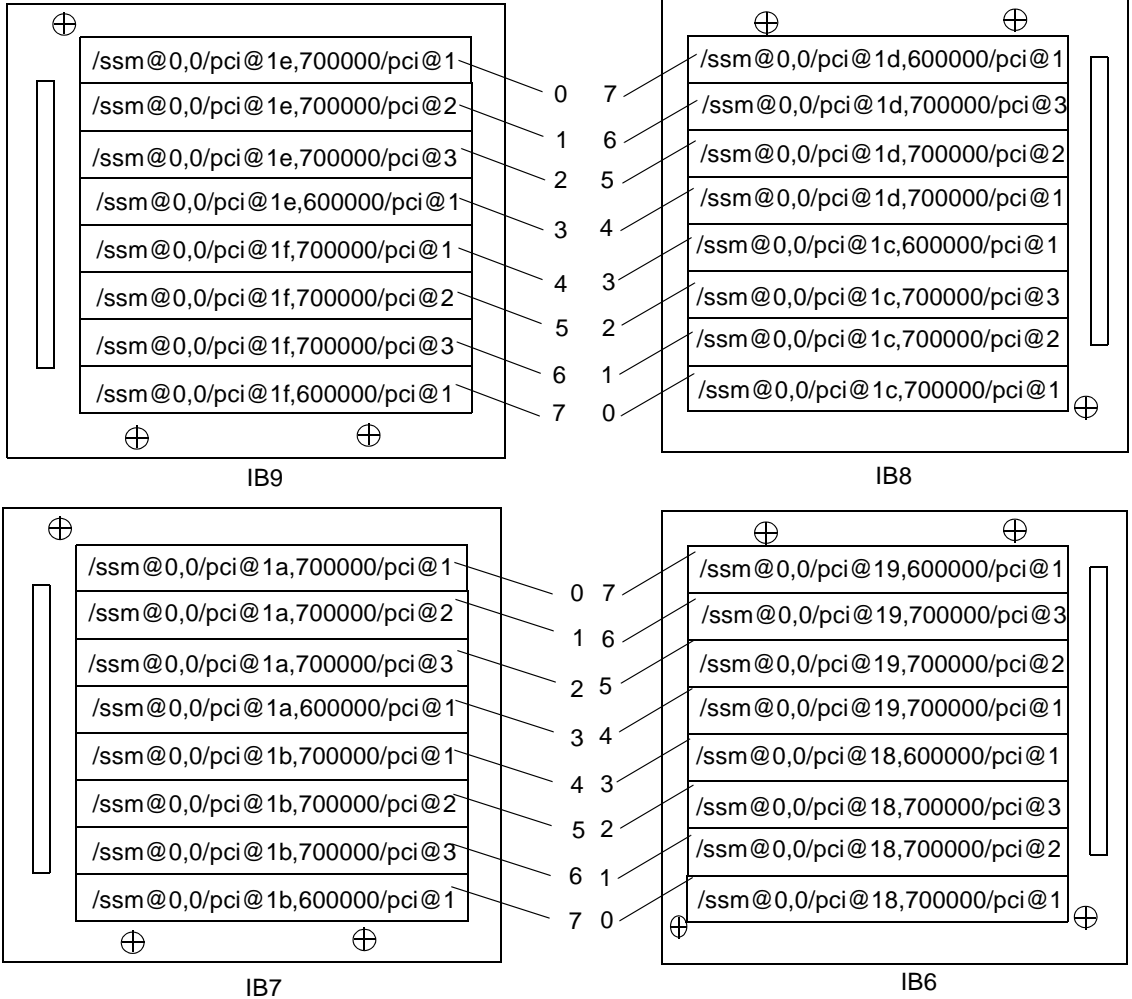 /ssm@0,0/pci@1e,700000/pci@1
/ssm@0,0/pci@1e,700000/pci@2
/ssm@0,0/pci@1e,700000/pci@3
/ssm@0,0/pci@1e,600000/pci@1
/ssm@0,0/pci@1f,700000/pci@1
/ssm@0,0/pci@1f,700000/pci@2
/ssm@0,0/pci@1f,700000/pci@3
/ssm@0,0/pci@1f,600000/pci@1
0
1
2
3
4
5
6
7
IB9
7
6
5
4
3
2
1
0
/ssm@0,0/pci@1d,600000/pci@1
/ssm@0,0/pci@1d,700000/pci@3
/ssm@0,0/pci@1d,700000/pci@2
/ssm@0,0/pci@1d,700000/pci@1
/ssm@0,0/pci@1c,600000/pci@1
/ssm@0,0/pci@1c,700000/pci@3
/ssm@0,0/pci@1c,700000/pci@2
/ssm@0,0/pci@1c,700000/pci@1
IB8
/ssm@0,0/pci@1a,700000/pci@1
/ssm@0,0/pci@1a,700000/pci@2
/ssm@0,0/pci@1a,700000/pci@3
/ssm@0,0/pci@1a,600000/pci@1
/ssm@0,0/pci@1b,700000/pci@1
/ssm@0,0/pci@1b,700000/pci@2
/ssm@0,0/pci@1b,700000/pci@3
/ssm@0,0/pci@1b,600000/pci@1
0
1
2
3
4
5
6
7
IB7
7
6
5
4
3
2
1
0
/ssm@0,0/pci@19,600000/pci@1
/ssm@0,0/pci@19,700000/pci@3
/ssm@0,0/pci@19,700000/pci@2
/ssm@0,0/pci@19,700000/pci@1
/ssm@0,0/pci@18,600000/pci@1
/ssm@0,0/pci@18,700000/pci@3
/ssm@0,0/pci@18,700000/pci@2
/ssm@0,0/pci@18,700000/pci@1
IB6